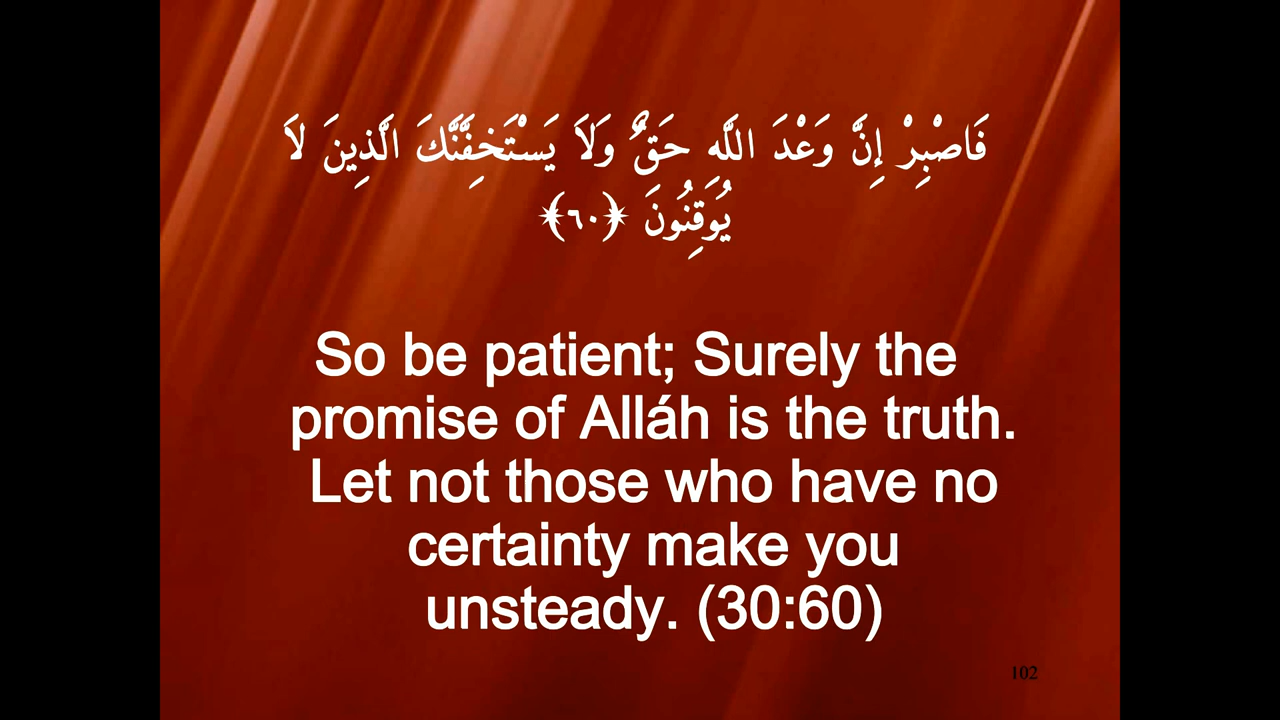 فَاصْبِرْ إِنَّ وَعْدَ اللَّهِ حَقٌّ وَلَا يَسْتَخِفَّنَّكَ الَّذِينَ لَا
يُوَقِنُونَ ﴿٦٠﴾
So be patient; Surely the
promise of Alláh is the truth.
Let not those who have no
certainty make you
unsteady. (30:60)
102